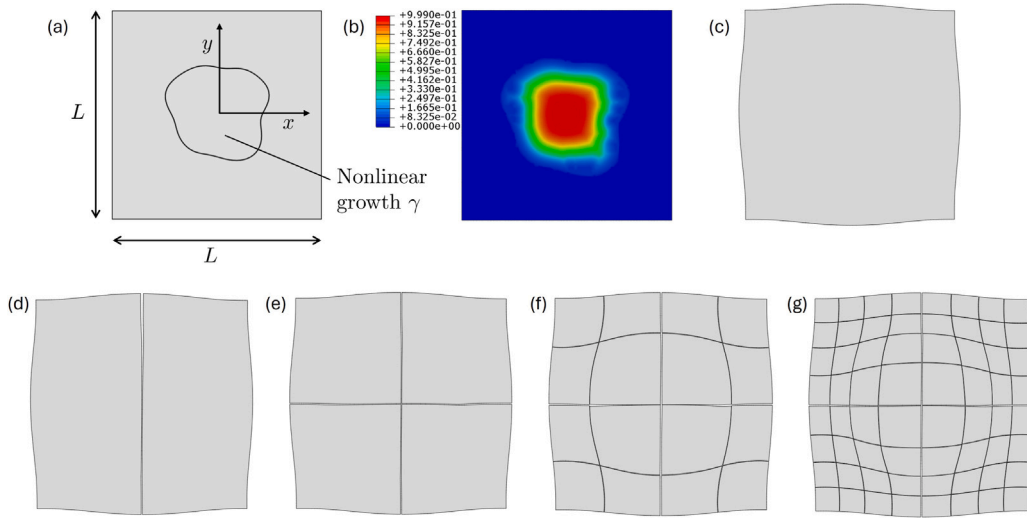 (a)
L
y
x
Nonlinear
growth γ
L
(b)
+9.990e-01
+9.157e-01
+8.325e-01
+7.492e-01
+6.660e-01
+5.827e-01
+4.995e-01
+4.162e-01
+3.330e-01
+2.497e-01
+1.665e-01
+8.325e-02
+0.000e+00
(c)
(d)
(e)
(f)
(g)